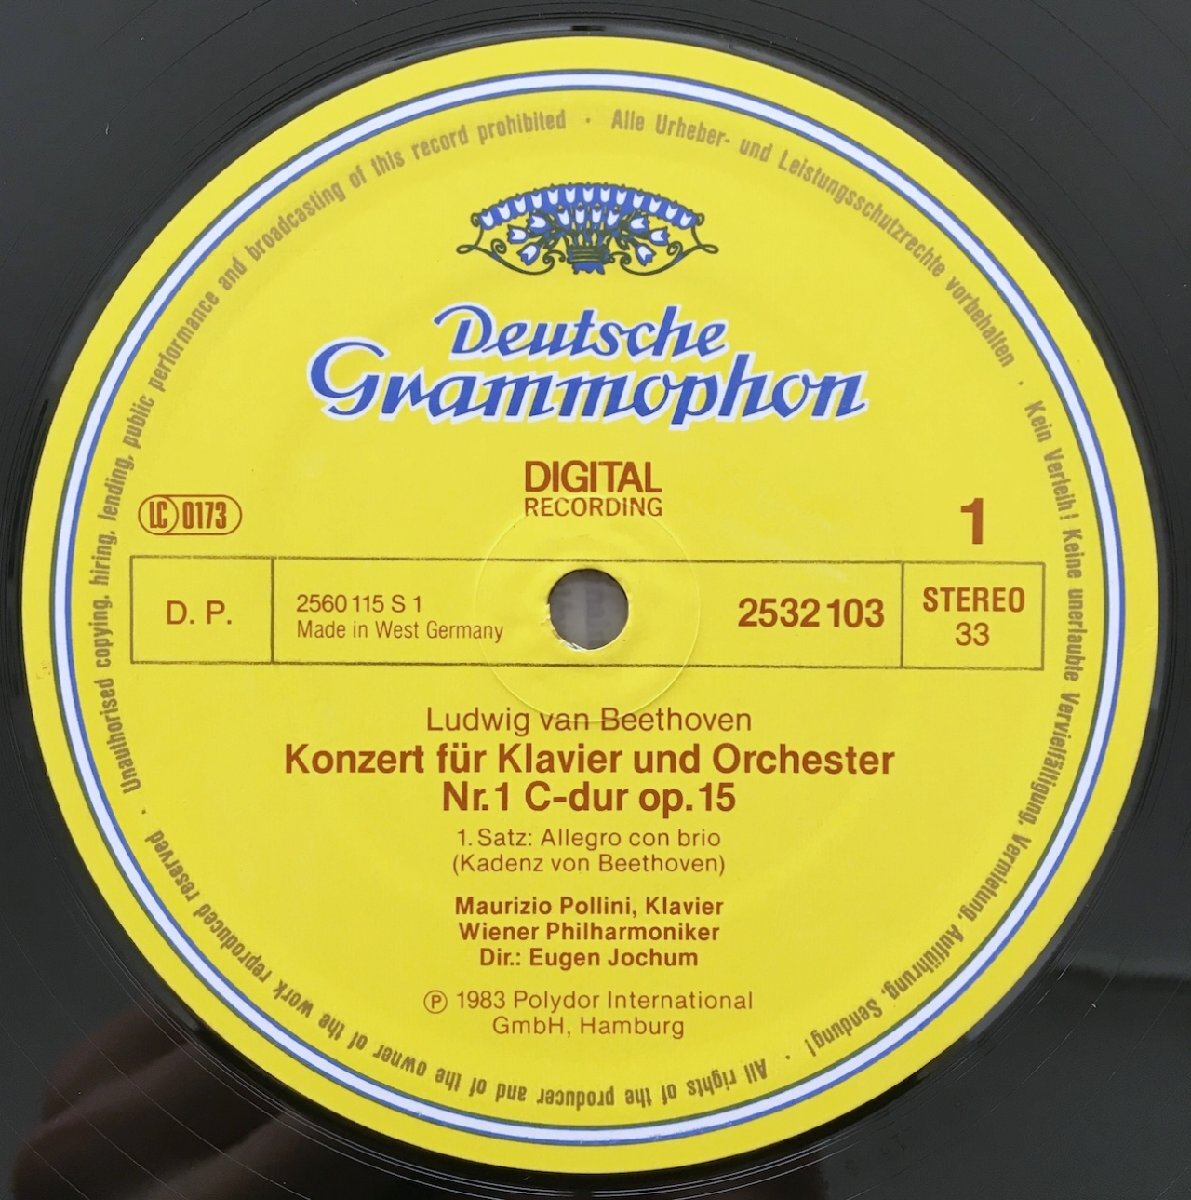 Unauthorised copying, hiring, lending, public performance and broadcasting of this record prohibited · Alle Urheber- und Leistungsschutzrechte vorbehalten · Kein Verleih! Keine unerlaubte Vervielfältigung, Vermietung, Aufführung, Sendung! · All rights of the producer and of the owner of the work reproduced reserved ·
Deutsche
Grammophon
DIGITAL
RECORDING
LC 0173
1
D. P.
2560 115 S 1
Made in West Germany
2532 103
STEREO
33
Ludwig van Beethoven
Konzert für Klavier und Orchester
Nr. 1 C-dur op. 15
1. Satz: Allegro con brio
(Kadenz von Beethoven)
Maurizio Pollini, Klavier
Wiener Philharmoniker
Dir.: Eugen Jochum
Ⓟ 1983 Polydor International
GmbH, Hamburg